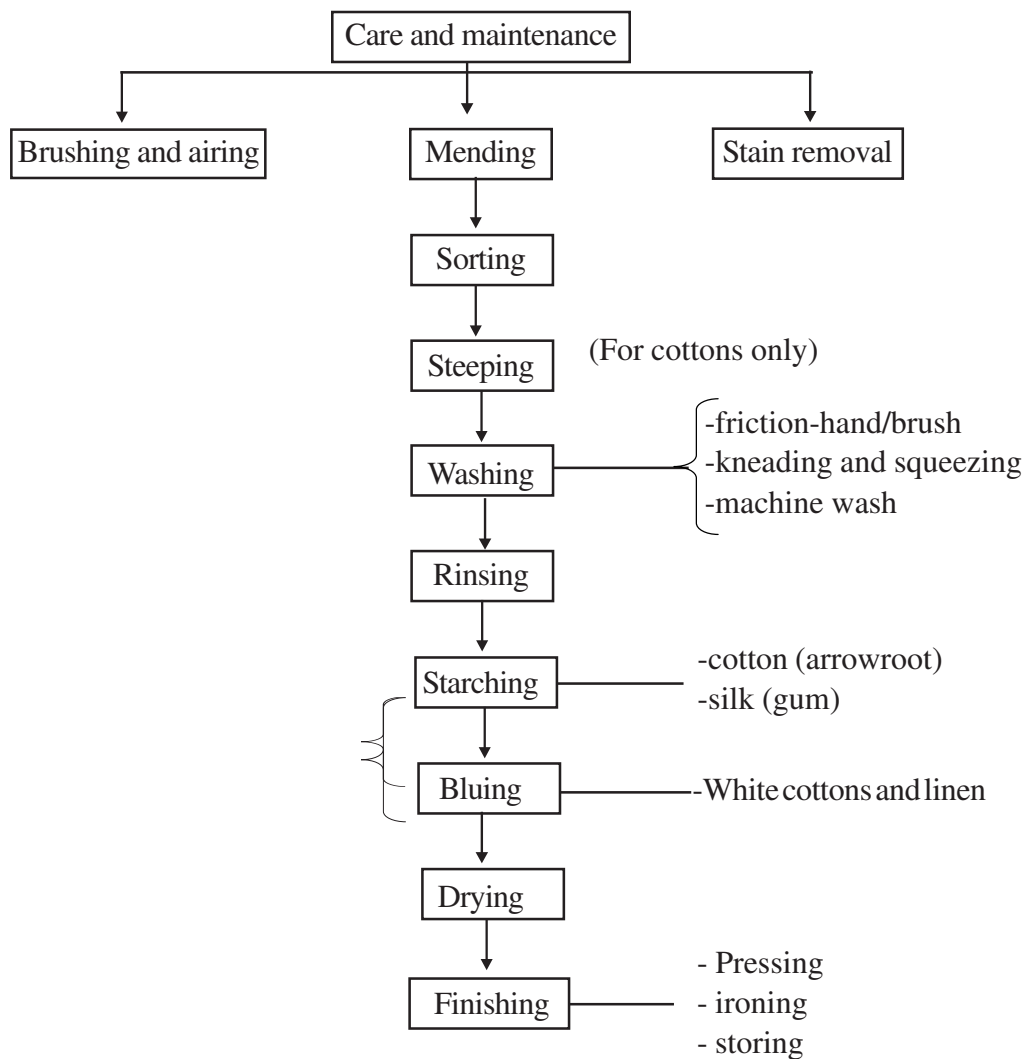 Care and maintenance
Brushing and airing
Mending
Stain removal
Sorting
Steeping
(For cottons only)
Washing
-friction-hand/brush
-kneading and squeezing
-machine wash
Rinsing
Starching
-cotton (arrowroot)
-silk (gum)
Bluing
-White cottons and linen
Drying
Finishing
- Pressing
- ironing
- storing